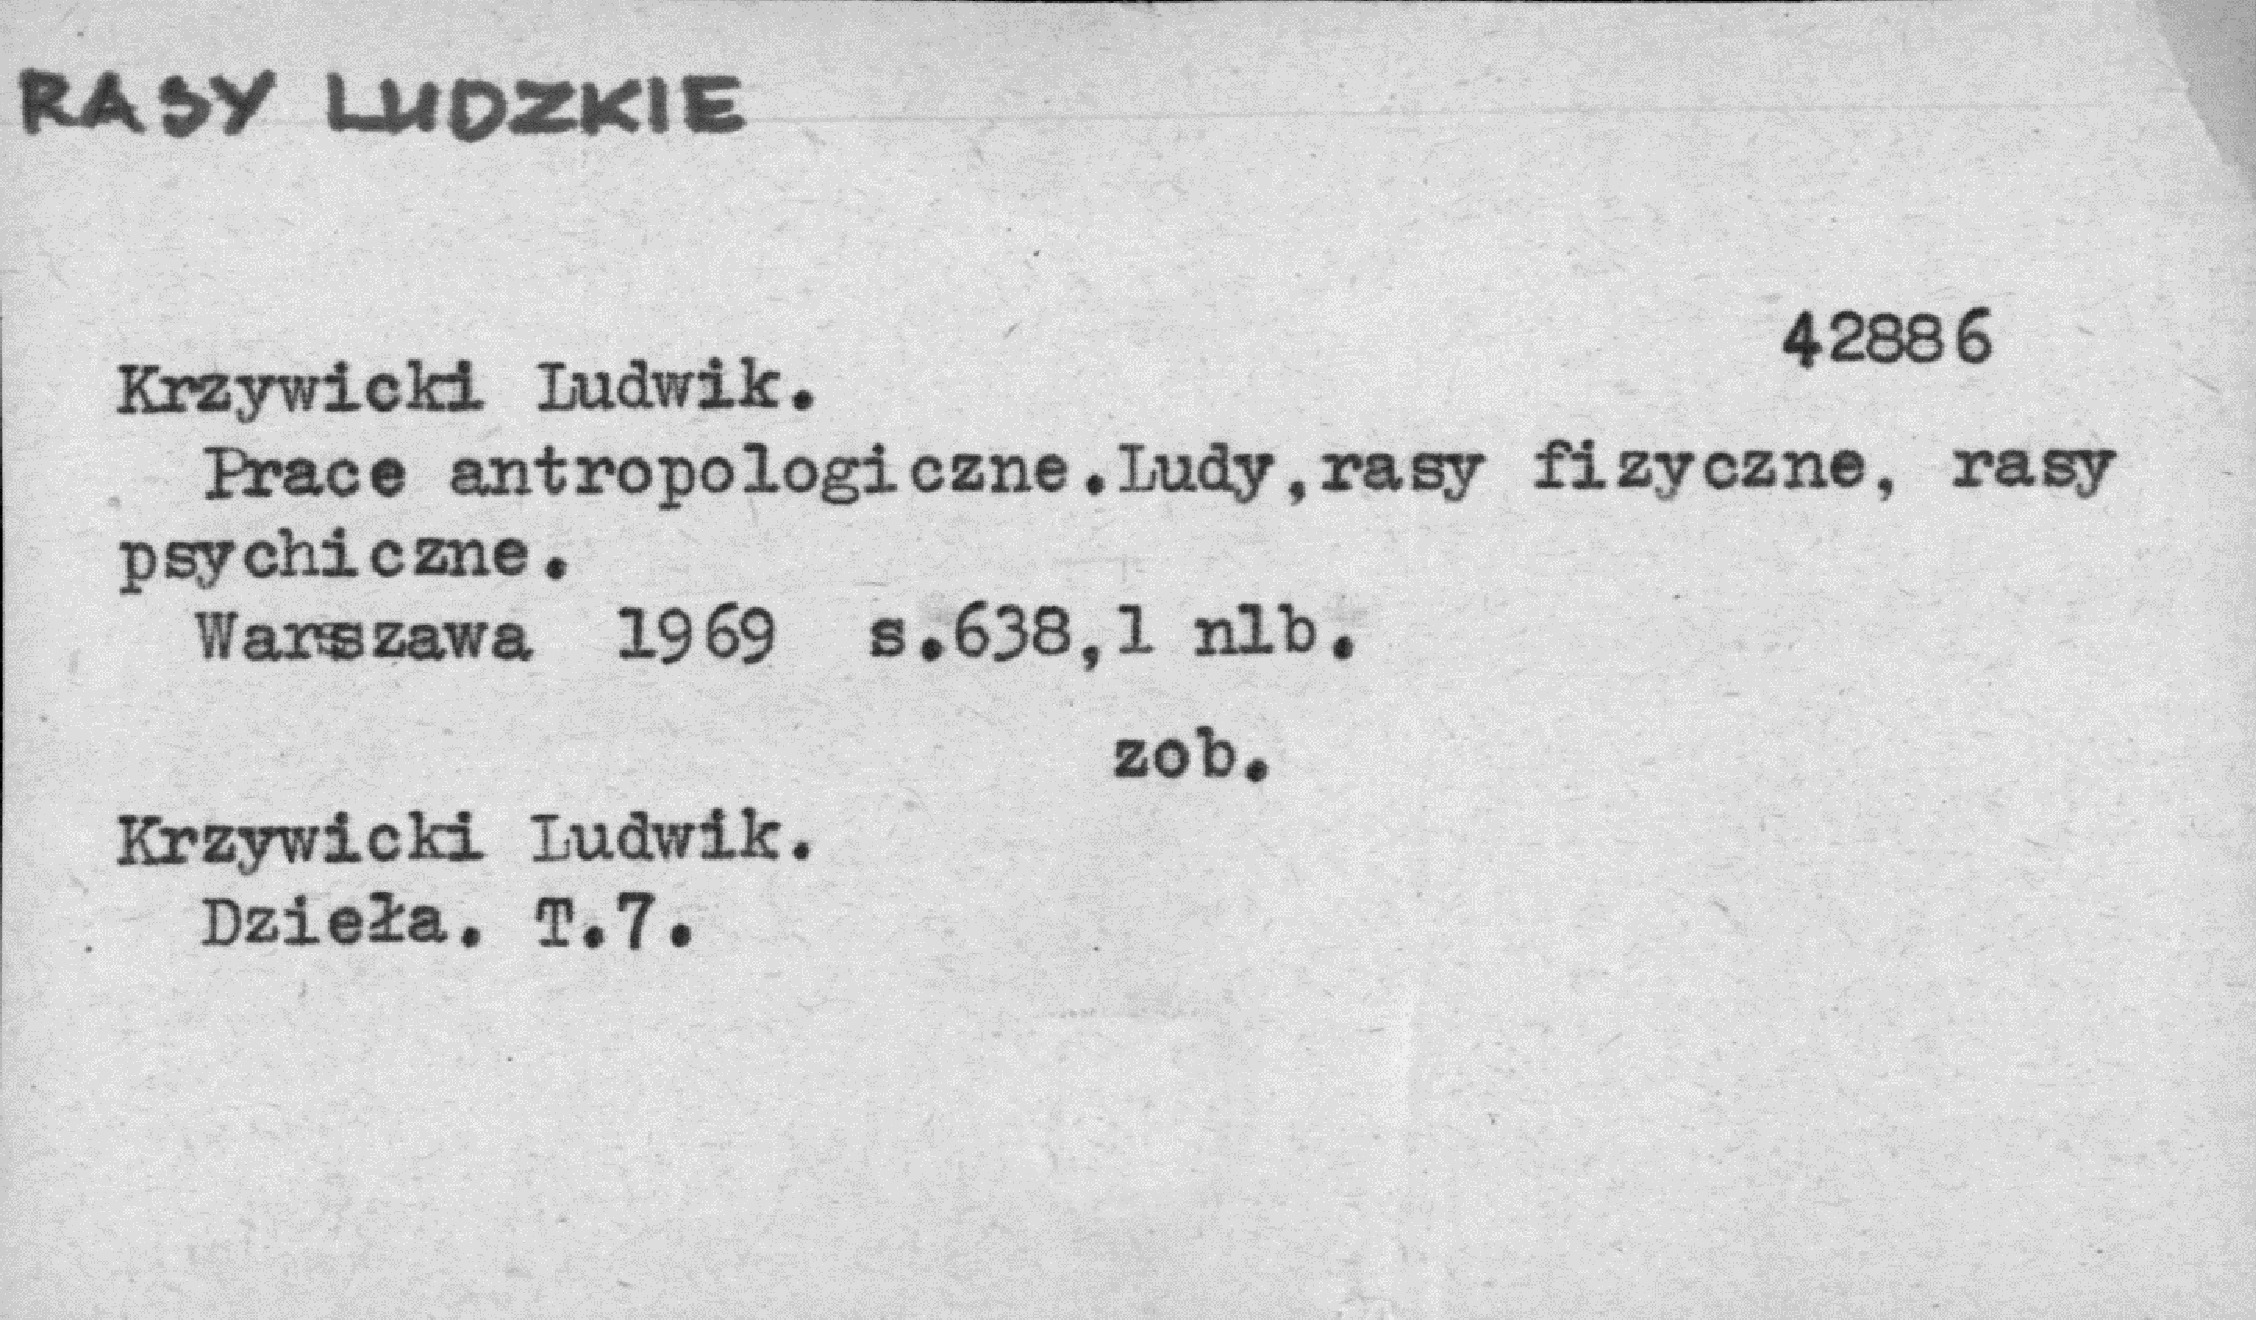 RASY LUDZKIE
42886
Krzywicki Ludwik.
Prace antropologiczne.Ludy,rasy fizyczne, rasy
psychiczne.
Warszawa 1969 s.638,1 nlb.
zob.
Krzywicki Ludwik.
Dzieła. T.7.